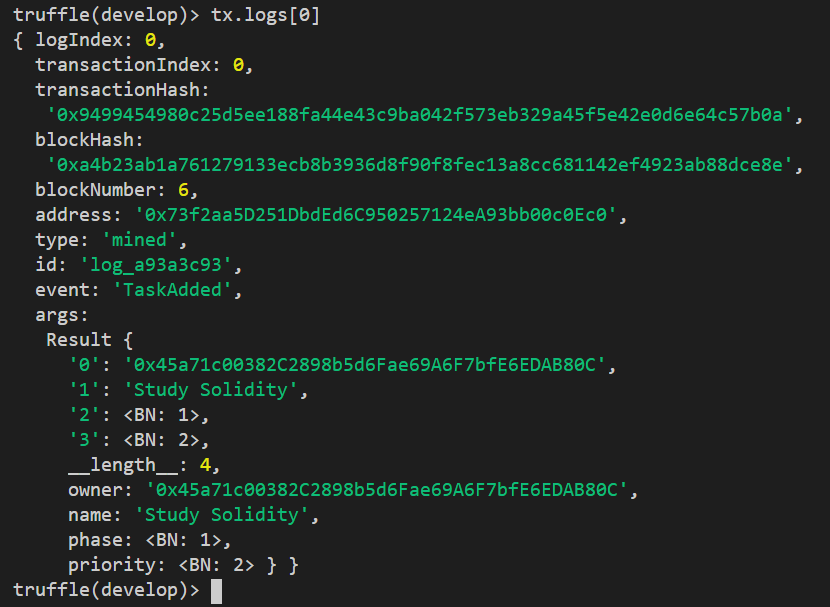 truffle(develop)> tx.logs[0]
{ logIndex: 0,
  transactionIndex: 0,
  transactionHash:
   '0x9499454980c25d5ee188fa44e43c9ba042f573eb329a45f5e42e0d6e64c57b0a',
  blockHash:
   '0xa4b23ab1a761279133ecb8b3936d8f90f8fec13a8cc681142ef4923ab88dce8e',
  blockNumber: 6,
  address: '0x73f2aa5D251DbdEd6C950257124eA93bb00c0Ec0',
  type: 'mined',
  id: 'log_a93a3c93',
  event: 'TaskAdded',
  args:
   Result {
     '0': '0x45a71c00382C2898b5d6Fae69A6F7bfE6EDAB80C',
     '1': 'Study Solidity',
     '2': <BN: 1>,
     '3': <BN: 2>,
     __length__: 4,
     owner: '0x45a71c00382C2898b5d6Fae69A6F7bfE6EDAB80C',
     name: 'Study Solidity',
     phase: <BN: 1>,
     priority: <BN: 2> } }
truffle(develop)>